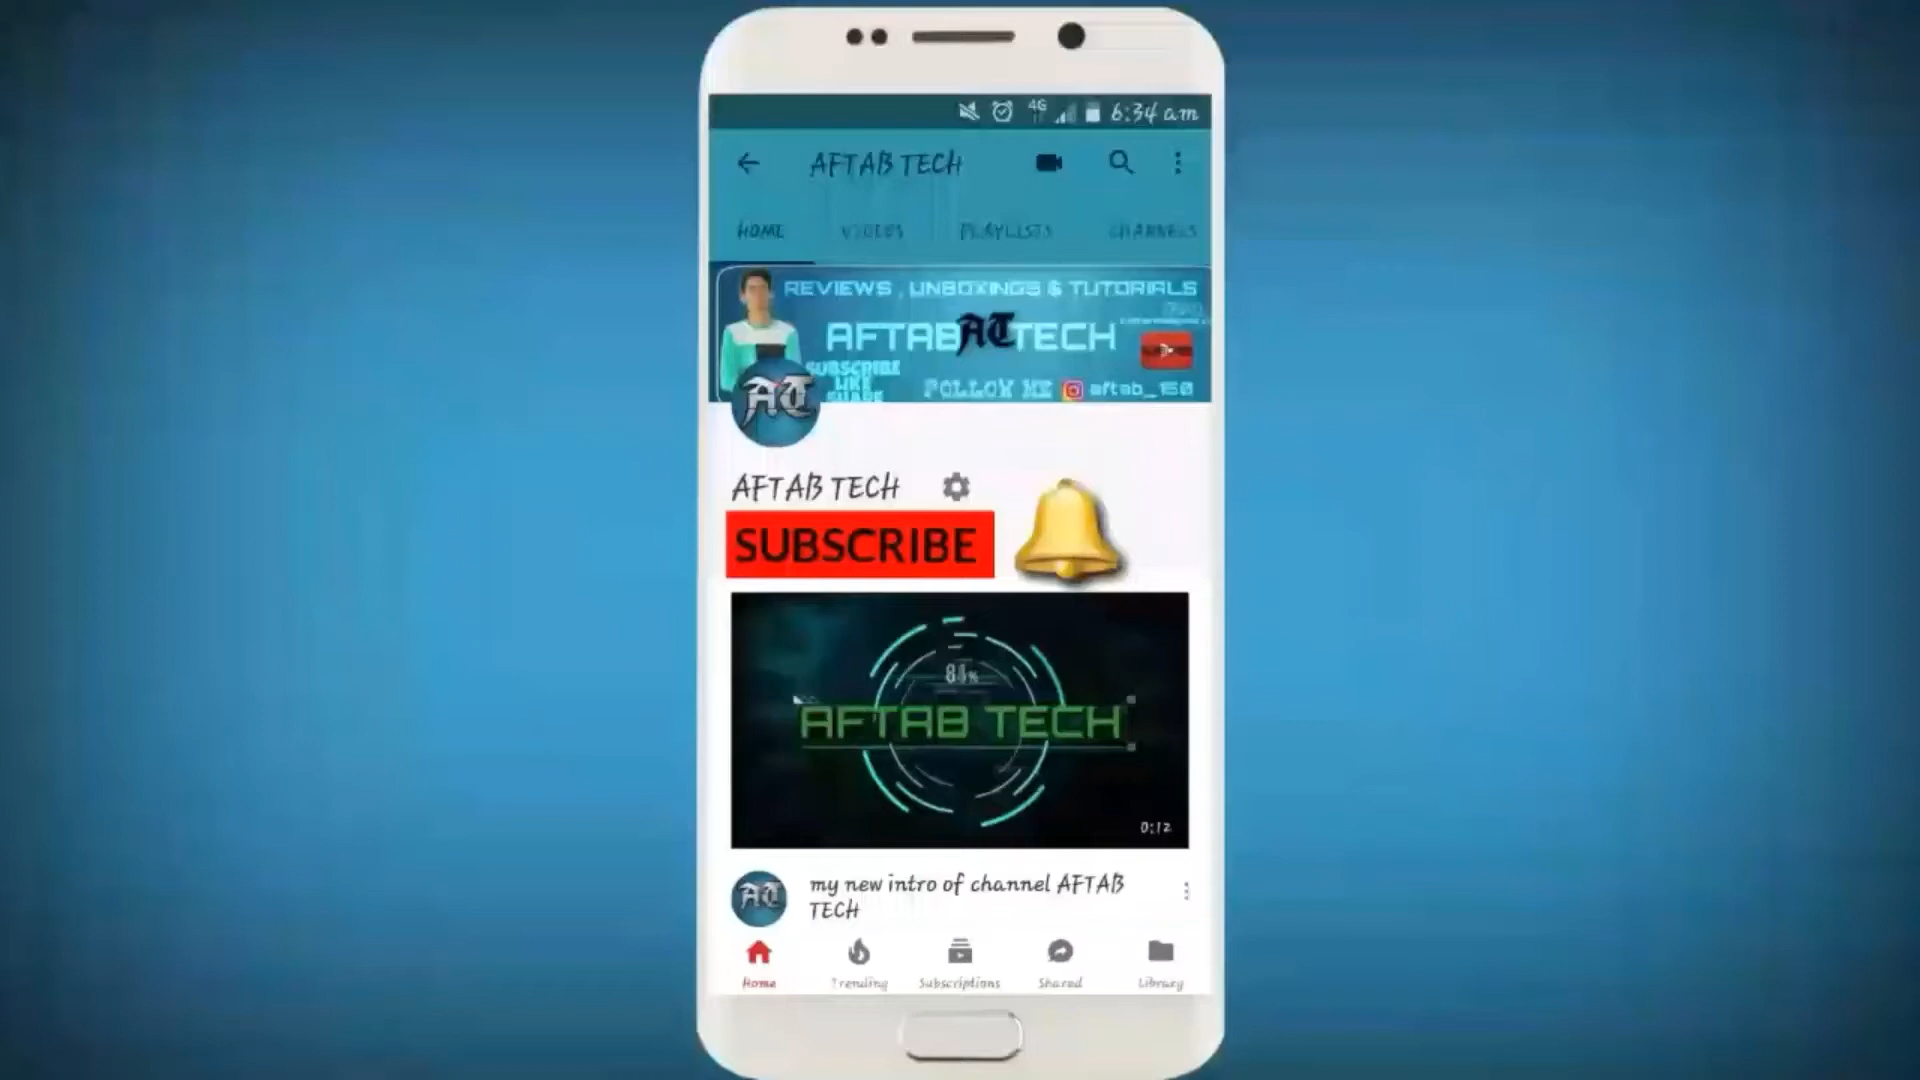 4G 6:34 am
AFTAB TECH
HOME VIDEOS PLAYLISTS CHANNELS
REVIEWS , UNBOXINGS & TUTORIALS
AFTAB AT TECH
SUBSCRIBE
LIKE
SHARE
FOLLOW ME aftab_150
AT
AFTAB TECH
SUBSCRIBE
84%
AFTAB TECH
0:12
AT
my new intro of channel AFTAB
TECH
Home Trending Subscriptions Shared Library